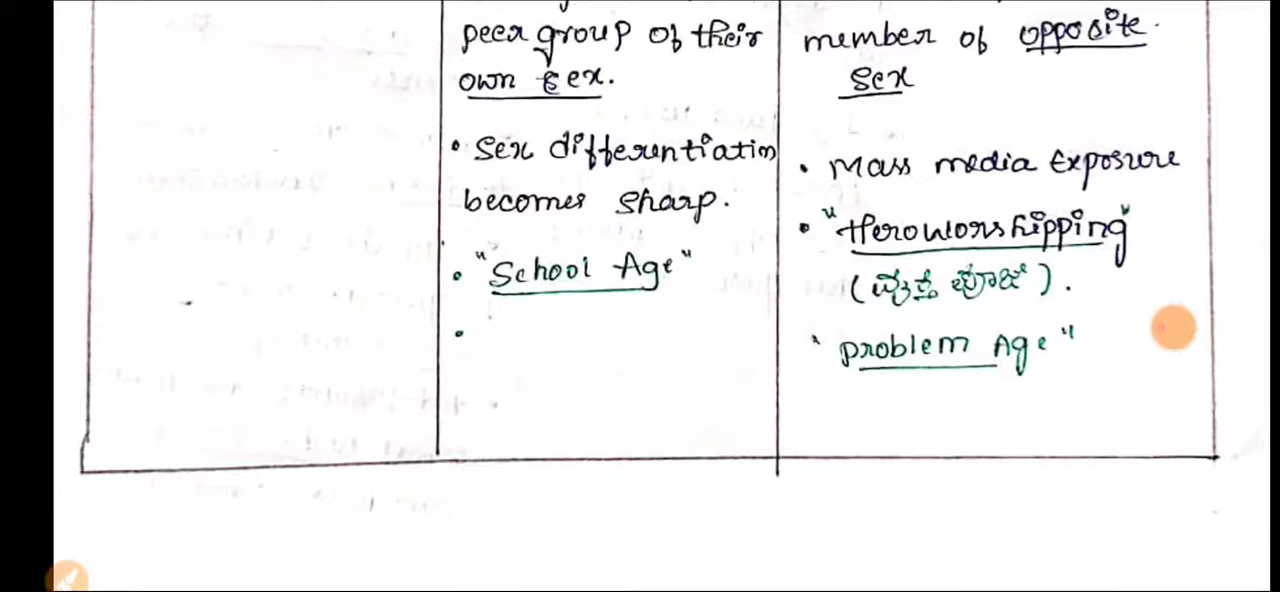 peer group of their
own sex.
• Sex differentiation
becomes sharp.
• "School Age"
•
member of opposite.
Sex
• Mass media Exposure
• "Heroworshipping"
(ವ್ಯಕ್ತಿ ಪೂಜೆ).
" problem Age"